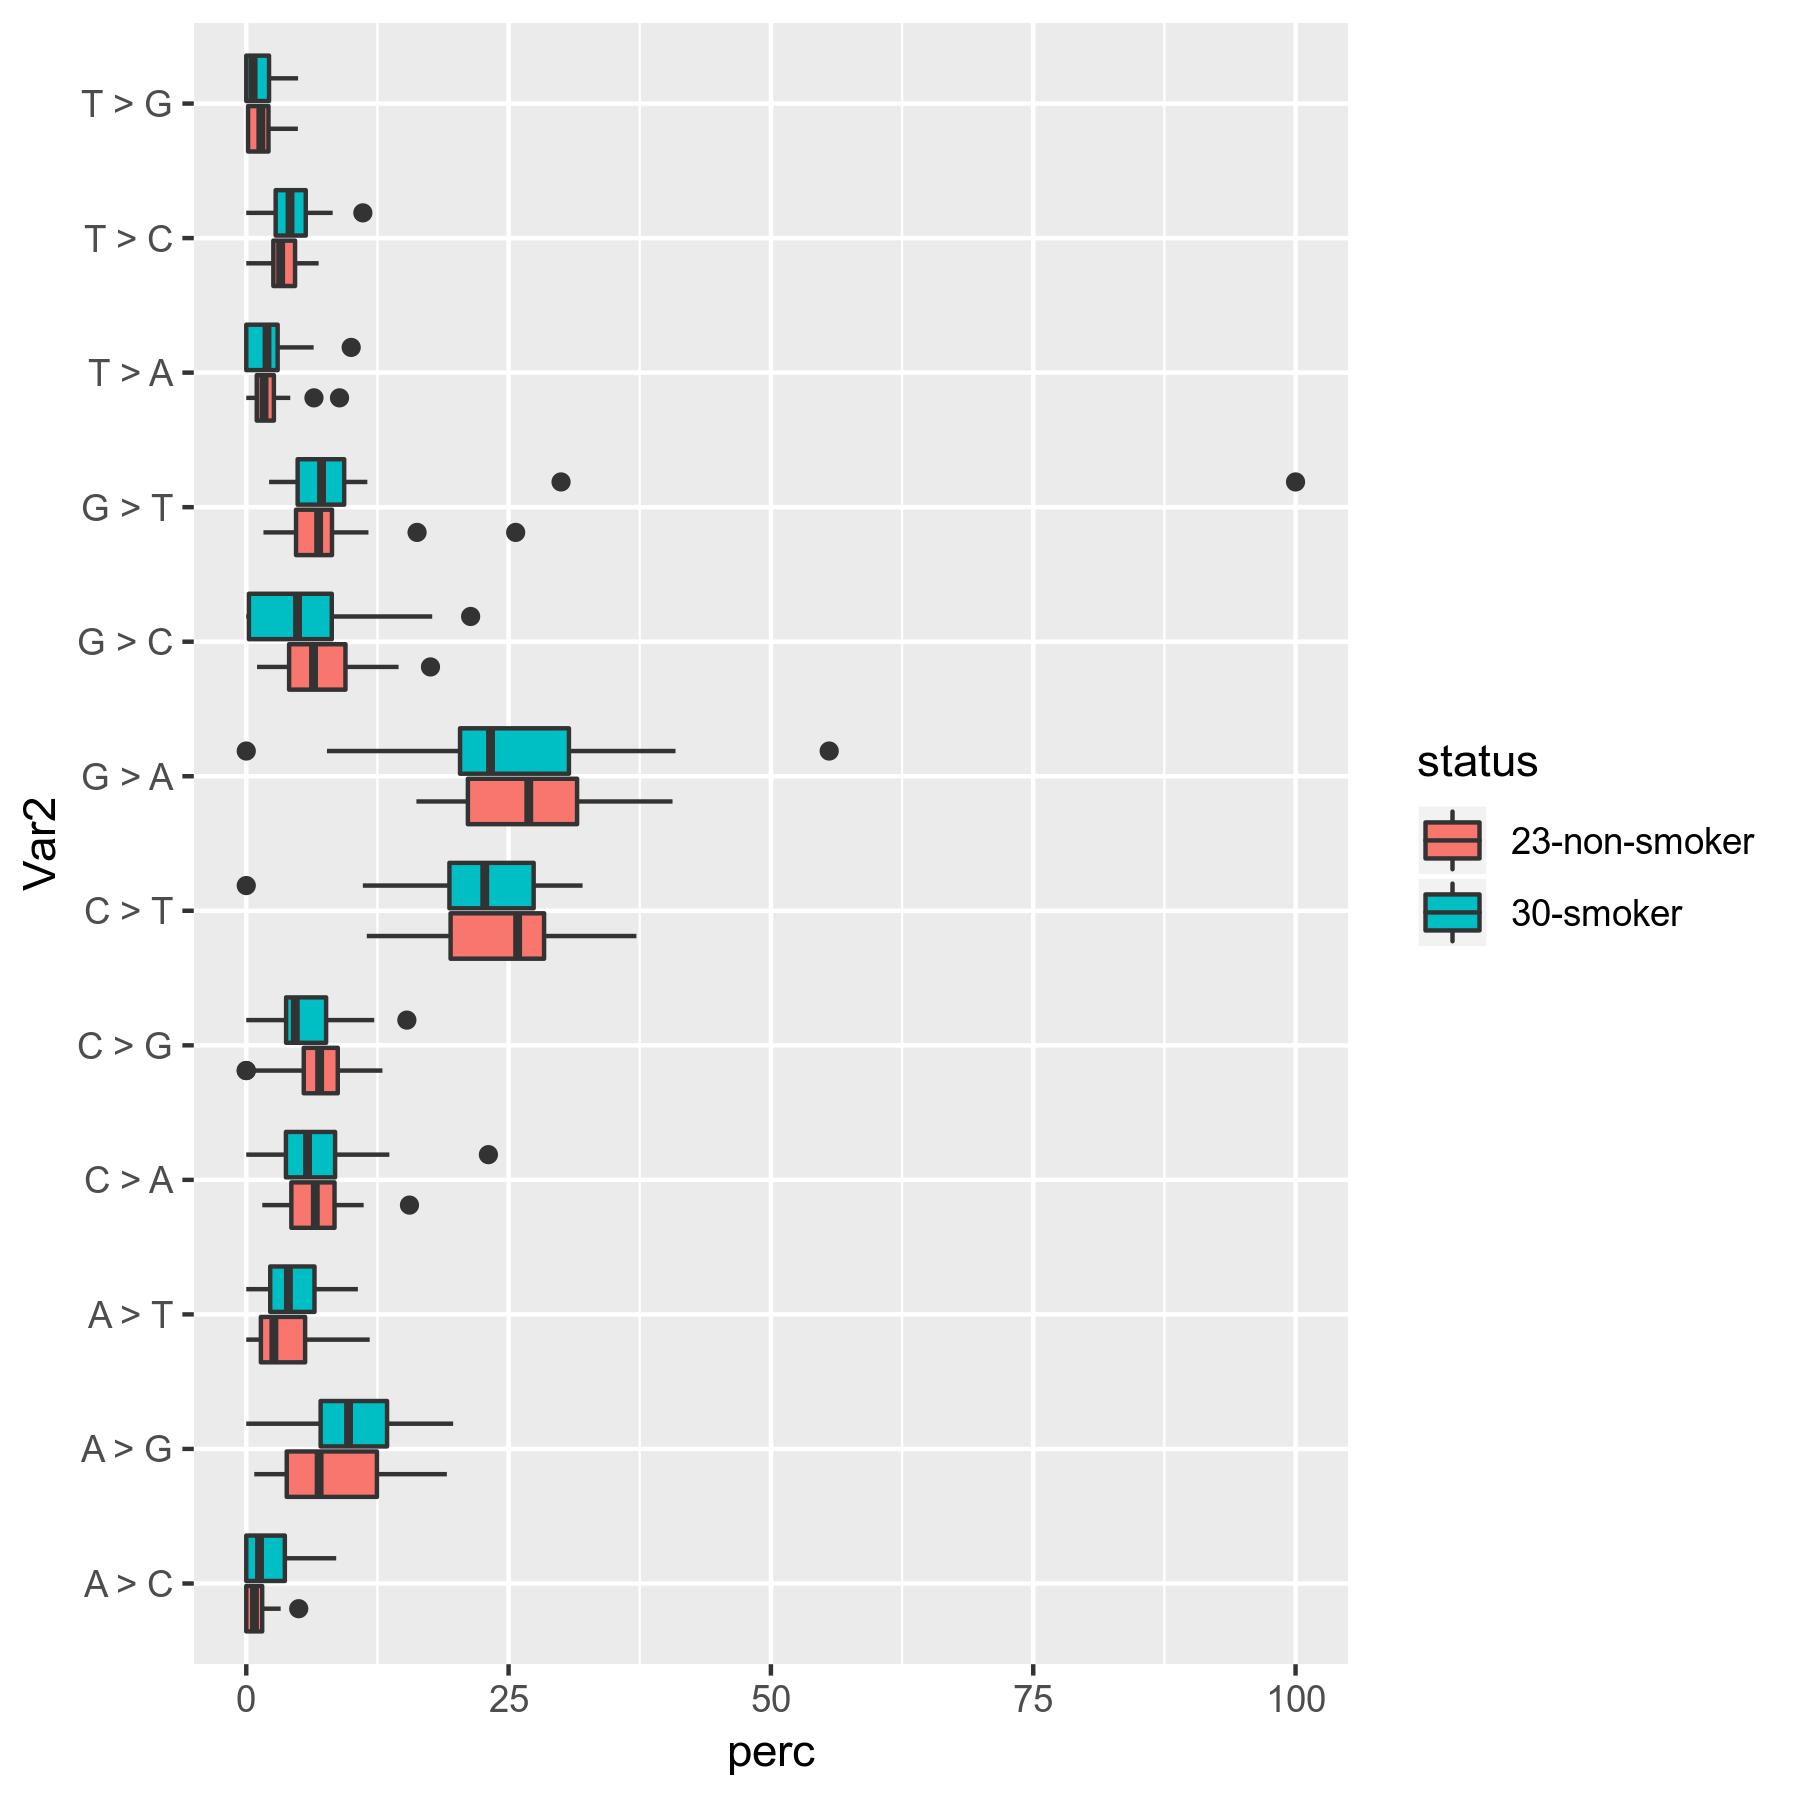 T > G
T > C
T > A
G > T
G > C
G > A
C > T
C > G
C > A
A > T
A > G
A > C
Var2
0 25 50 75 100
perc
status
23-non-smoker
30-smoker